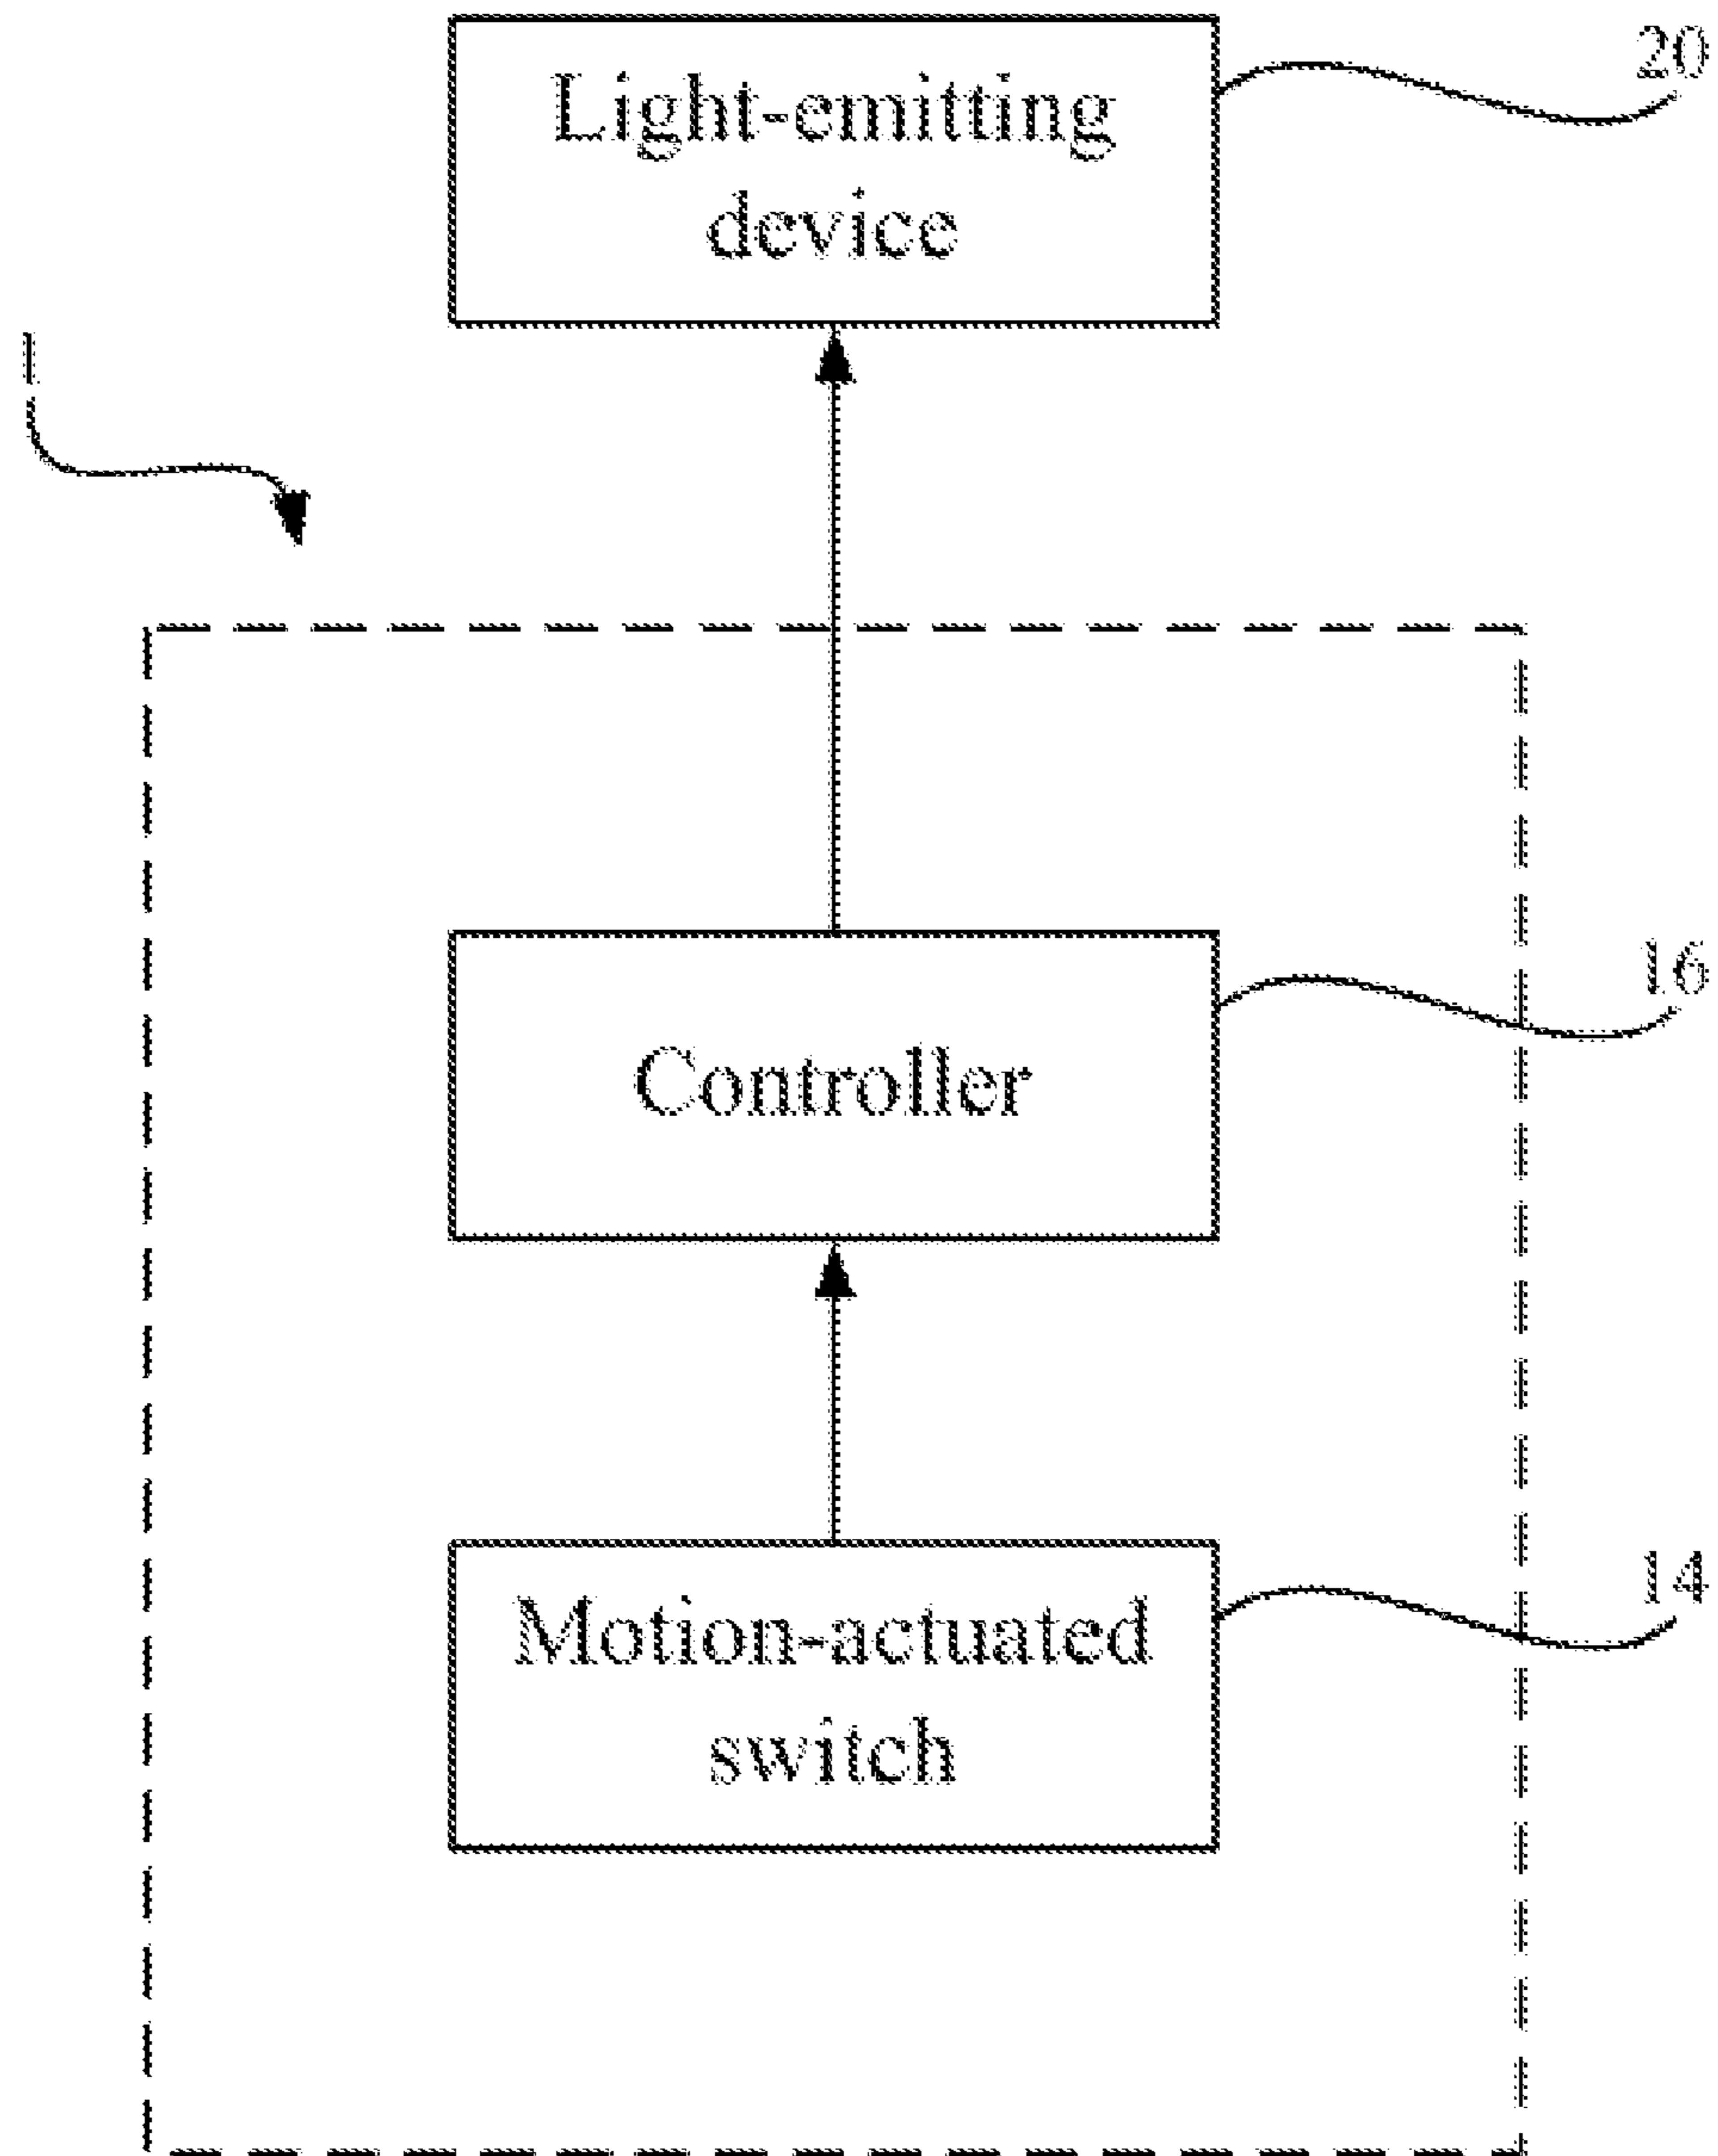 Light-emitting
device
20
1
Controller
16
Motion-actuated
switch
14